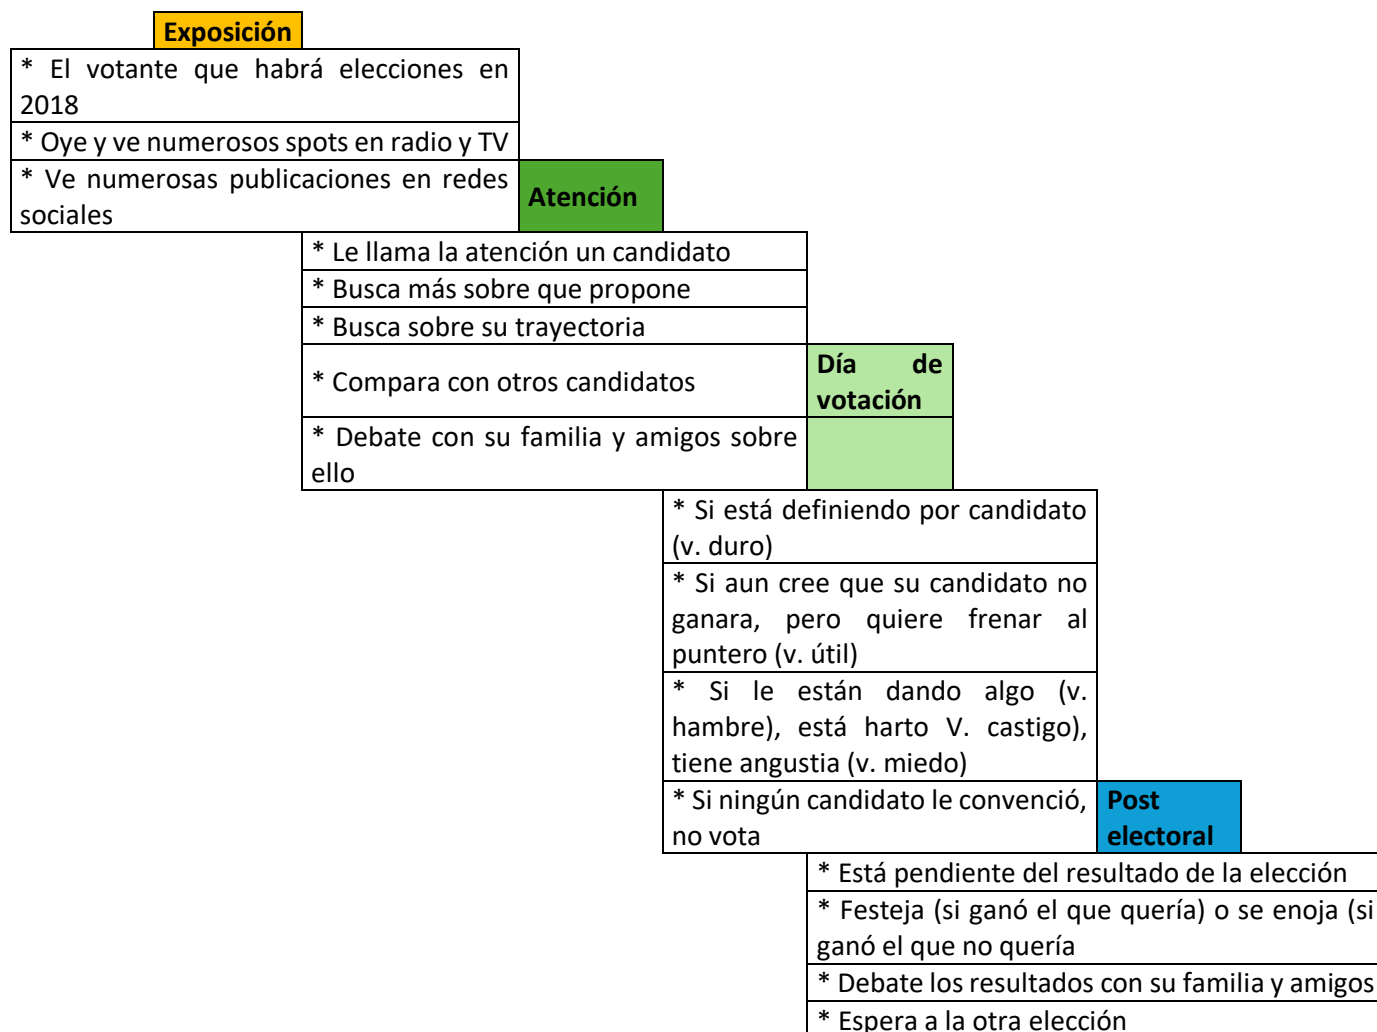 Exposición
* El votante que habrá elecciones en
2018
* Oye y ve numerosos spots en radio y TV
* Ve numerosas publicaciones en redes
sociales
Atención
* Le llama la atención un candidato
* Busca más sobre que propone
* Busca sobre su trayectoria
* Compara con otros candidatos
Día de
votación
* Debate con su familia y amigos sobre
ello
* Si está definiendo por candidato
(v. duro)
* Si aun cree que su candidato no
ganara, pero quiere frenar al
puntero (v. útil)
* Si le están dando algo (v.
hambre), está harto V. castigo),
tiene angustia (v. miedo)
* Si ningún candidato le convenció,
no vota
Post
electoral
* Está pendiente del resultado de la elección
* Festeja (si ganó el que quería) o se enoja (si
ganó el que no quería
* Debate los resultados con su familia y amigos
* Espera a la otra elección